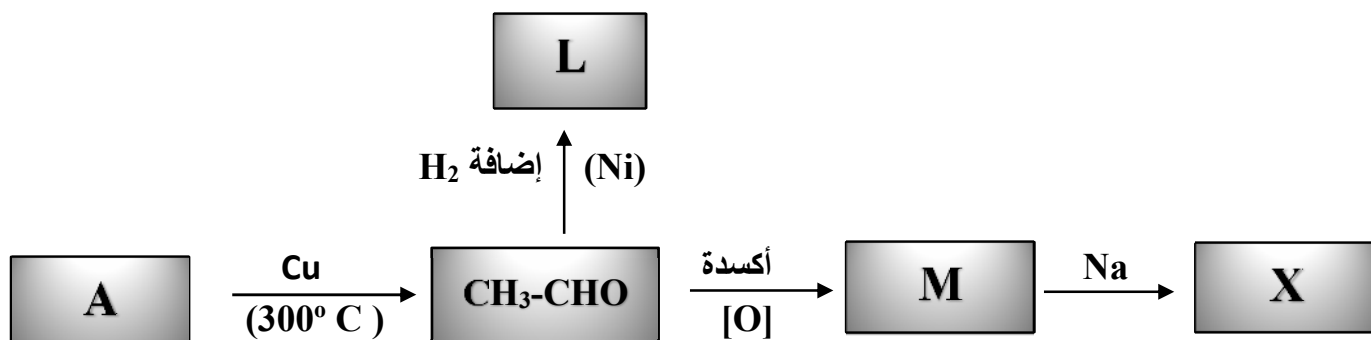 L
إضافة H₂ (Ni)
A
Cu
(300º C )
CH₃-CHO
أكسدة
[O]
M
Na
X